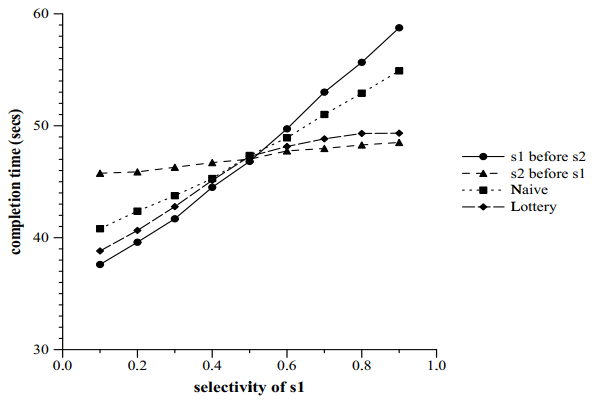 60
50
40
30
completion time (secs)
0.0
0.2
0.4
0.6
0.8
1.0
selectivity of s1
s1 before s2
s2 before s1
Naive
Lottery